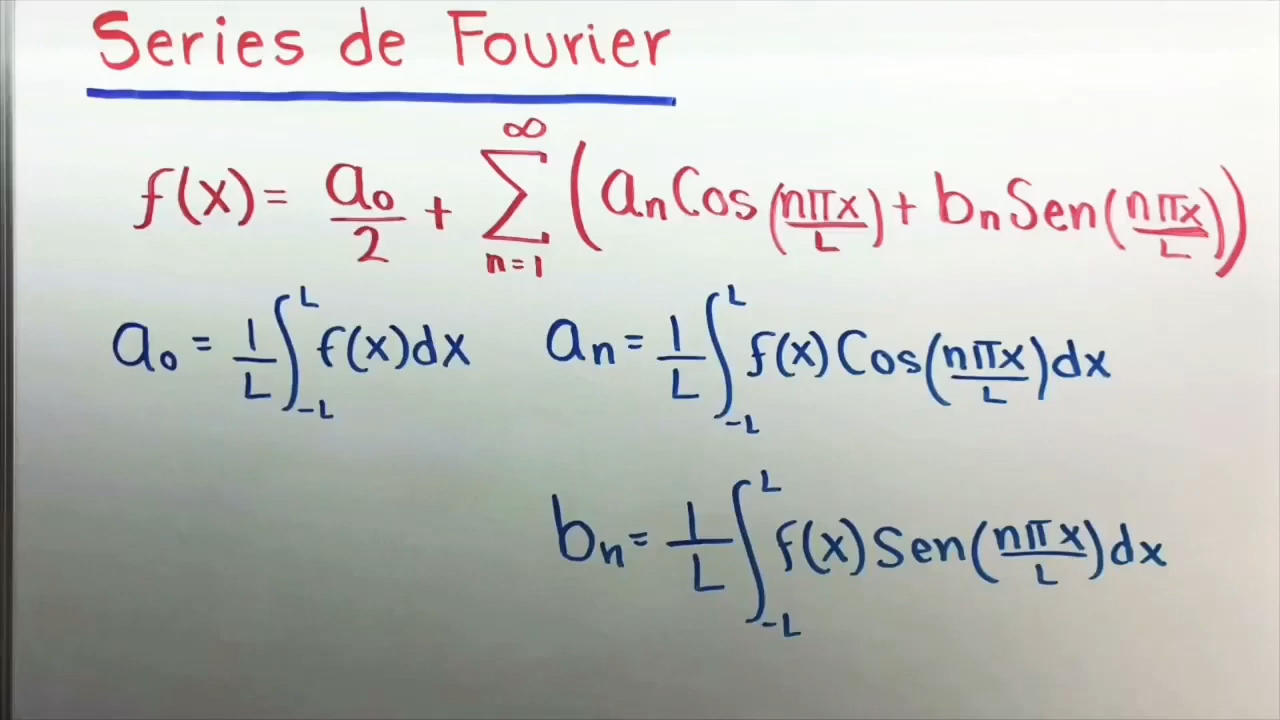 Series de Fourier
f(x) = a₀/2 + ∑_{n=1}^{∞} (aₙ Cos(nπx/L) + bₙ Sen(nπx/L))
a₀ = 1/L ∫_{-L}^{L} f(x)dx    aₙ = 1/L ∫_{-L}^{L} f(x) Cos(nπx/L) dx
bₙ = 1/L ∫_{-L}^{L} f(x) Sen(nπx/L) dx